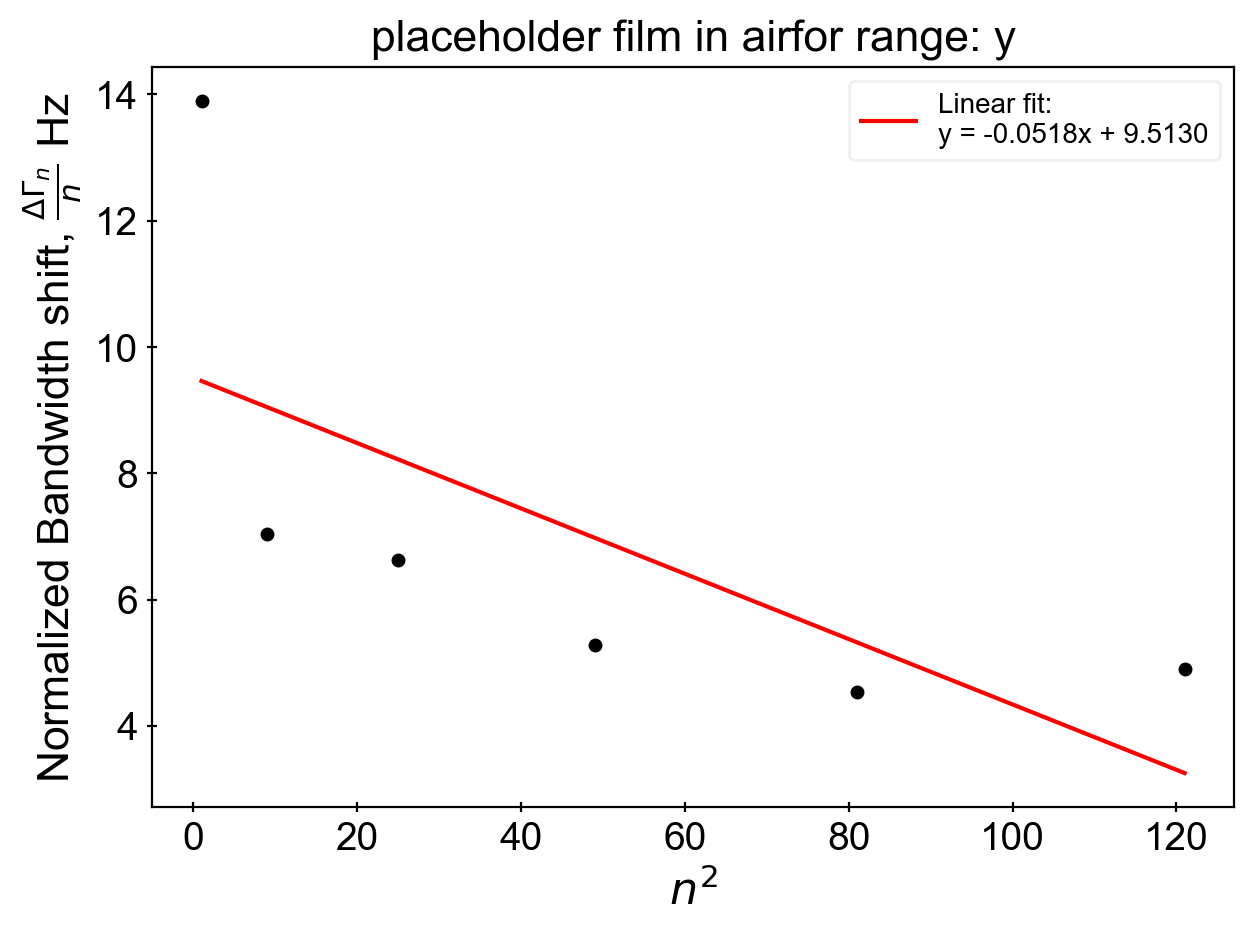 placeholder film in airfor range: y
Linear fit:
y = -0.0518x + 9.5130
Normalized Bandwidth shift, ΔΓₙ/n Hz
14
12
10
8
6
4
0 20 40 60 80 100 120
n²